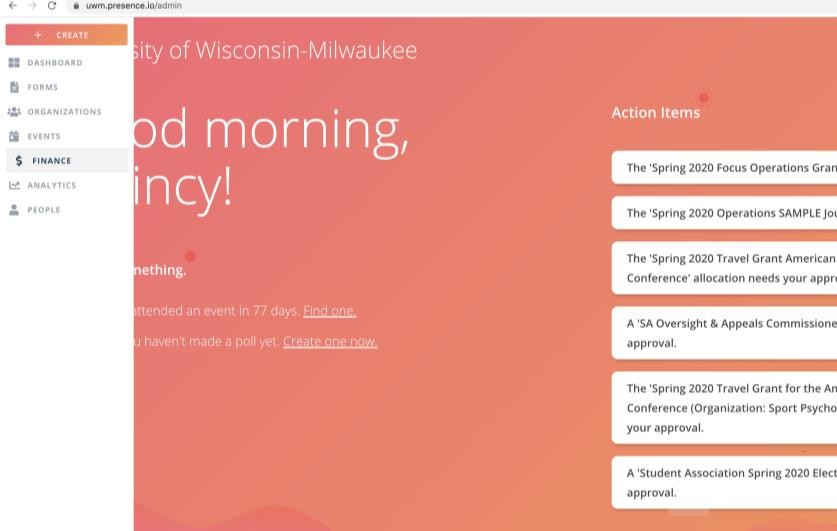 uwm.presence.io/admin
+ CREATE
DASHBOARD
FORMS
ORGANIZATIONS
EVENTS
$ FINANCE
ANALYTICS
PEOPLE
sity of Wisconsin-Milwaukee
od morning,
incy!
mething.
attended an event in 77 days. Find one.
u haven't made a poll yet. Create one now.
Action Items
The 'Spring 2020 Focus Operations Gran
The 'Spring 2020 Operations SAMPLE Jou
The 'Spring 2020 Travel Grant American
Conference' allocation needs your appro
A 'SA Oversight & Appeals Commissione
approval.
The 'Spring 2020 Travel Grant for the An
Conference (Organization: Sport Psycho
your approval.
A 'Student Association Spring 2020 Elect
approval.